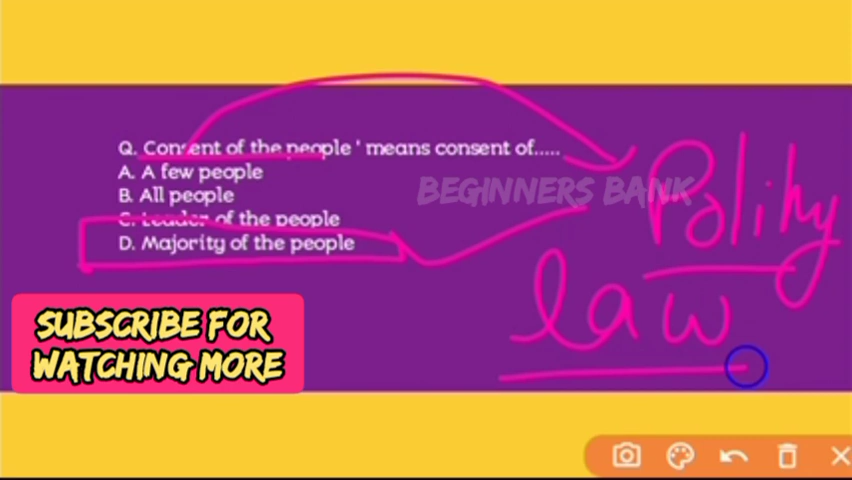 Q. Consent of the people ' means consent of.....
A. A few people
B. All people
C. Leader of the people
D. Majority of the people
BEGINNERS BANK
Polity
law
SUBSCRIBE FOR
WATCHING MORE